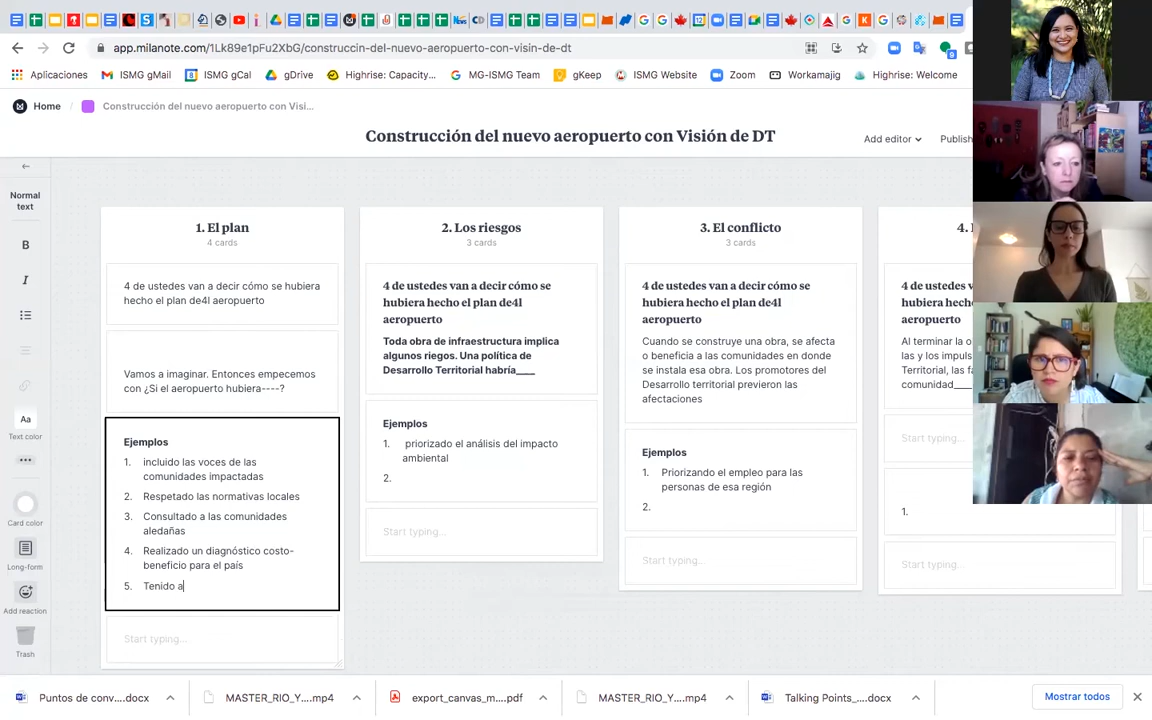 app.milanote.com/1Lk89e1pFu2XbG/construccin-del-nuevo-aeropuerto-con-visin-de-dt
Aplicaciones
ISMG gMail
ISMG gCal
gDrive
Highrise: Capacity...
MG-ISMG Team
gKeep
ISMG Website
Zoom
Workamajig
Highrise: Welcome
Home / Construcción del nuevo aeropuerto con Visi...
Construcción del nuevo aeropuerto con Visión de DT
Add editor
Publish
Normal
text
B
I
Aa
Text color
Card color
Long-form
Add reaction
Trash
1. El plan
4 cards
4 de ustedes van a decir cómo se hubiera
hecho el plan de4l aeropuerto
Vamos a imaginar. Entonces empecemos
con ¿Si el aeropuerto hubiera----?
Ejemplos
1. incluido las voces de las
comunidades impactadas
2. Respetado las normativas locales
3. Consultado a las comunidades
aledañas
4. Realizado un diagnóstico costo-
beneficio para el país
5. Tenido a
Start typing...
2. Los riesgos
3 cards
4 de ustedes van a decir cómo se
hubiera hecho el plan de4l
aeropuerto
Toda obra de infraestructura implica
algunos riegos. Una política de
Desarrollo Territorial habría____
Ejemplos
1. priorizado el análisis del impacto
ambiental
2.
Start typing...
3. El conflicto
3 cards
4 de ustedes van a decir cómo se
hubiera hecho el plan de4l
aeropuerto
Cuando se construye una obra, se afecta
o beneficia a las comunidades en donde
se instala esa obra. Los promotores del
Desarrollo territorial previeron las
afectaciones
Ejemplos
1. Priorizando el empleo para las
personas de esa región
2.
Start typing...
4.
4 de ustedes v
hubiera hech
aeropuerto
Al terminar la o
las y los impuls
Territorial, las fa
comunidad____
Start typing...
1.
Start typing...
Puntos de conv....docx
MASTER_RIO_Y....mp4
export_canvas_m....pdf
MASTER_RIO_Y....mp4
Talking Points_....docx
Mostrar todos